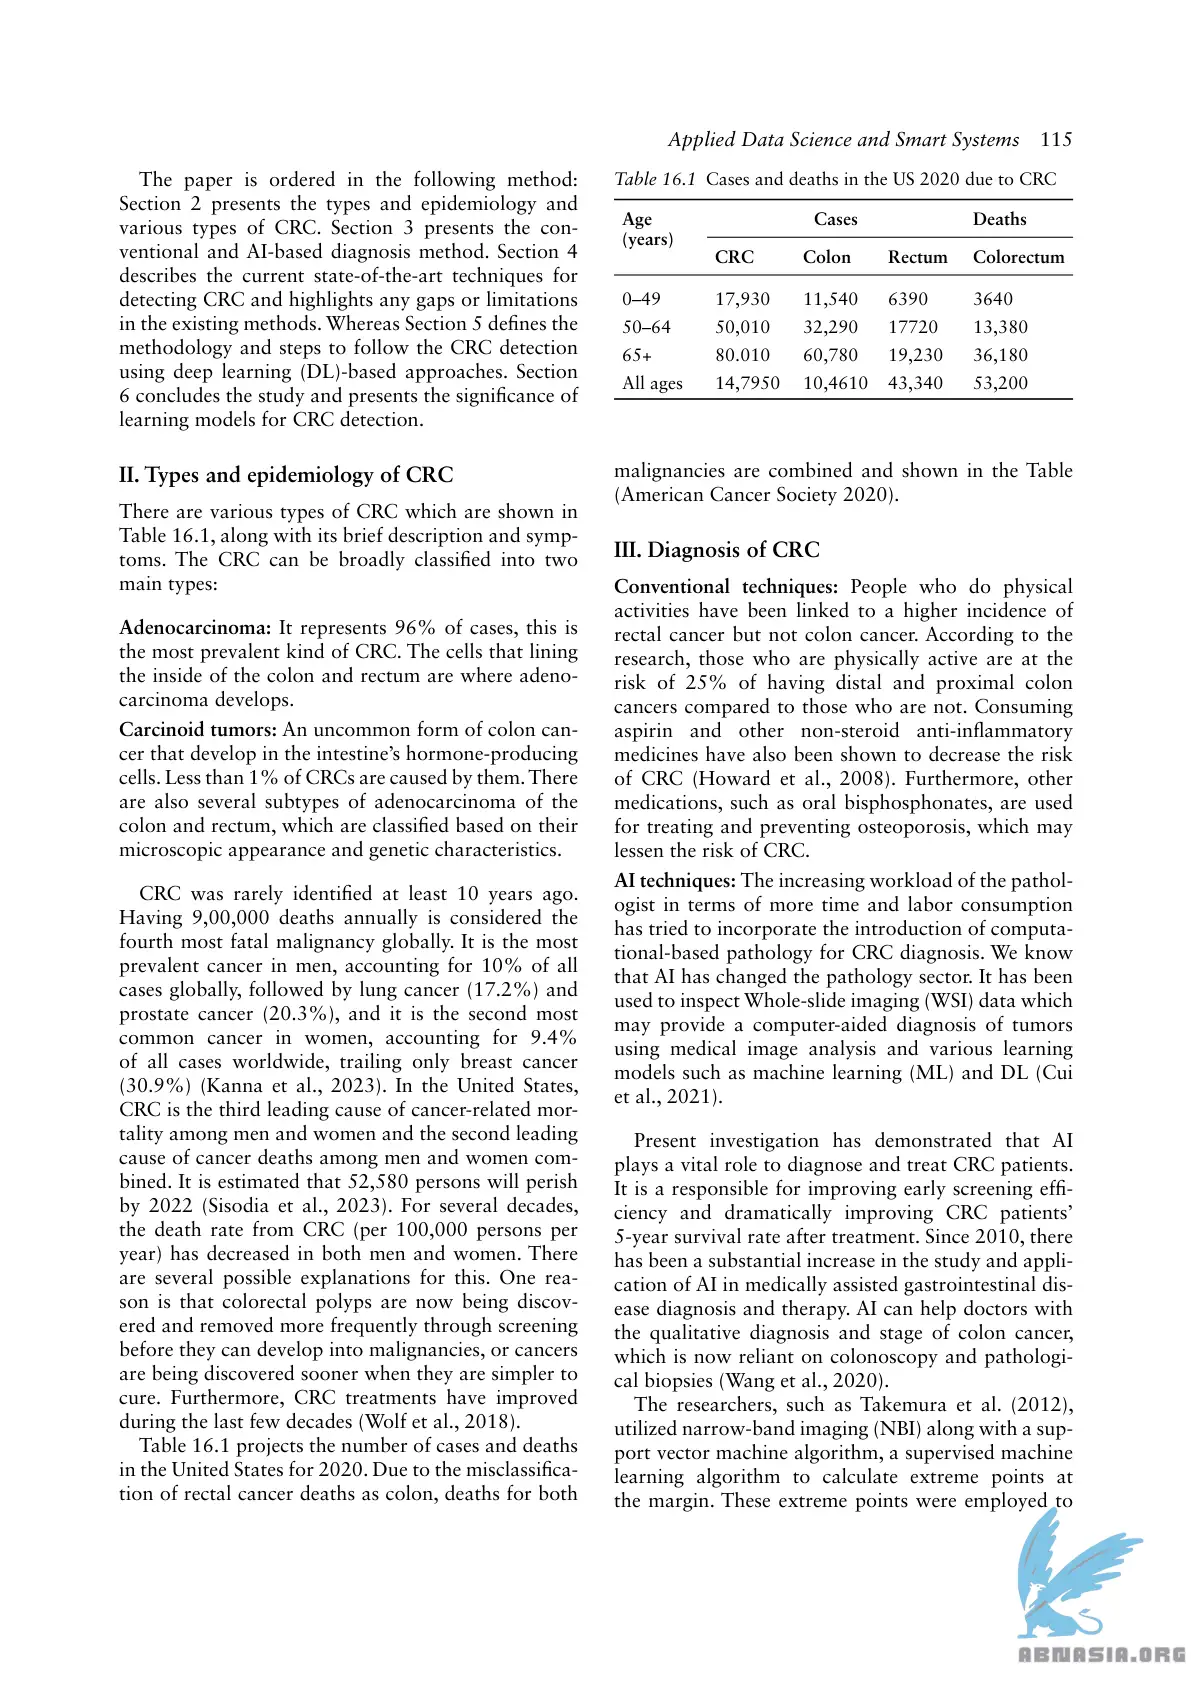 Applied Data Science and Smart Systems 115
The paper is ordered in the following method:
Section 2 presents the types and epidemiology and
various types of CRC. Section 3 presents the con-
ventional and AI-based diagnosis method. Section 4
describes the current state-of-the-art techniques for
detecting CRC and highlights any gaps or limitations
in the existing methods. Whereas Section 5 defines the
methodology and steps to follow the CRC detection
using deep learning (DL)-based approaches. Section
6 concludes the study and presents the significance of
learning models for CRC detection.
II. Types and epidemiology of CRC
There are various types of CRC which are shown in
Table 16.1, along with its brief description and symp-
toms. The CRC can be broadly classified into two
main types:
Adenocarcinoma: It represents 96% of cases, this is
the most prevalent kind of CRC. The cells that lining
the inside of the colon and rectum are where adeno-
carcinoma develops.
Carcinoid tumors: An uncommon form of colon can-
cer that develop in the intestine's hormone-producing
cells. Less than 1% of CRCs are caused by them. There
are also several subtypes of adenocarcinoma of the
colon and rectum, which are classified based on their
microscopic appearance and genetic characteristics.
CRC was rarely identified at least 10 years ago.
Having 9,00,000 deaths annually is considered the
fourth most fatal malignancy globally. It is the most
prevalent cancer in men, accounting for 10% of all
cases globally, followed by lung cancer (17.2%) and
prostate cancer (20.3%), and it is the second most
common cancer in women, accounting for 9.4%
of all cases worldwide, trailing only breast cancer
(30.9%) (Kanna et al., 2023). In the United States,
CRC is the third leading cause of cancer-related mor-
tality among men and women and the second leading
cause of cancer deaths among men and women com-
bined. It is estimated that 52,580 persons will perish
by 2022 (Sisodia et al., 2023). For several decades,
the death rate from CRC (per 100,000 persons per
year) has decreased in both men and women. There
are several possible explanations for this. One rea-
son is that colorectal polyps are now being discov-
ered and removed more frequently through screening
before they can develop into malignancies, or cancers
are being discovered sooner when they are simpler to
cure. Furthermore, CRC treatments have improved
during the last few decades (Wolf et al., 2018).
Table 16.1 projects the number of cases and deaths
in the United States for 2020. Due to the misclassifica-
tion of rectal cancer deaths as colon, deaths for both
Table 16.1 Cases and deaths in the US 2020 due to CRC
Age Cases Deaths
(years)
CRC Colon Rectum Colorectum
0–49 17,930 11,540 6390 3640
50–64 50,010 32,290 17720 13,380
65+ 80.010 60,780 19,230 36,180
All ages 14,7950 10,4610 43,340 53,200
malignancies are combined and shown in the Table
(American Cancer Society 2020).
III. Diagnosis of CRC
Conventional techniques: People who do physical
activities have been linked to a higher incidence of
rectal cancer but not colon cancer. According to the
research, those who are physically active are at the
risk of 25% of having distal and proximal colon
cancers compared to those who are not. Consuming
aspirin and other non-steroid anti-inflammatory
medicines have also been shown to decrease the risk
of CRC (Howard et al., 2008). Furthermore, other
medications, such as oral bisphosphonates, are used
for treating and preventing osteoporosis, which may
lessen the risk of CRC.
AI techniques: The increasing workload of the pathol-
ogist in terms of more time and labor consumption
has tried to incorporate the introduction of computa-
tional-based pathology for CRC diagnosis. We know
that AI has changed the pathology sector. It has been
used to inspect Whole-slide imaging (WSI) data which
may provide a computer-aided diagnosis of tumors
using medical image analysis and various learning
models such as machine learning (ML) and DL (Cui
et al., 2021).
Present investigation has demonstrated that AI
plays a vital role to diagnose and treat CRC patients.
It is a responsible for improving early screening effi-
ciency and dramatically improving CRC patients'
5-year survival rate after treatment. Since 2010, there
has been a substantial increase in the study and appli-
cation of AI in medically assisted gastrointestinal dis-
ease diagnosis and therapy. AI can help doctors with
the qualitative diagnosis and stage of colon cancer,
which is now reliant on colonoscopy and pathologi-
cal biopsies (Wang et al., 2020).
The researchers, such as Takemura et al. (2012),
utilized narrow-band imaging (NBI) along with a sup-
port vector machine algorithm, a supervised machine
learning algorithm to calculate extreme points at
the margin. These extreme points were employed to
ABNASIA.ORG